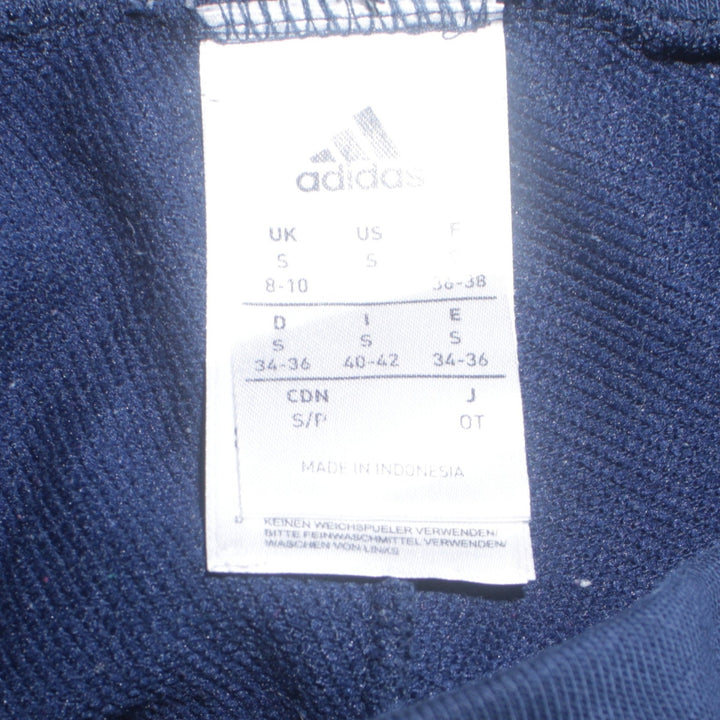 adidas
UK US F
S S
8-10 36-38
D I E
S S S
34-36 40-42 34-36
CDN J
S/P OT
MADE IN INDONESIA
KEINEN WEICHSPUELER VERWENDEN/
BITTE FEINWASCHMITTEL VERWENDEN/
WASCHEN VON LINKS